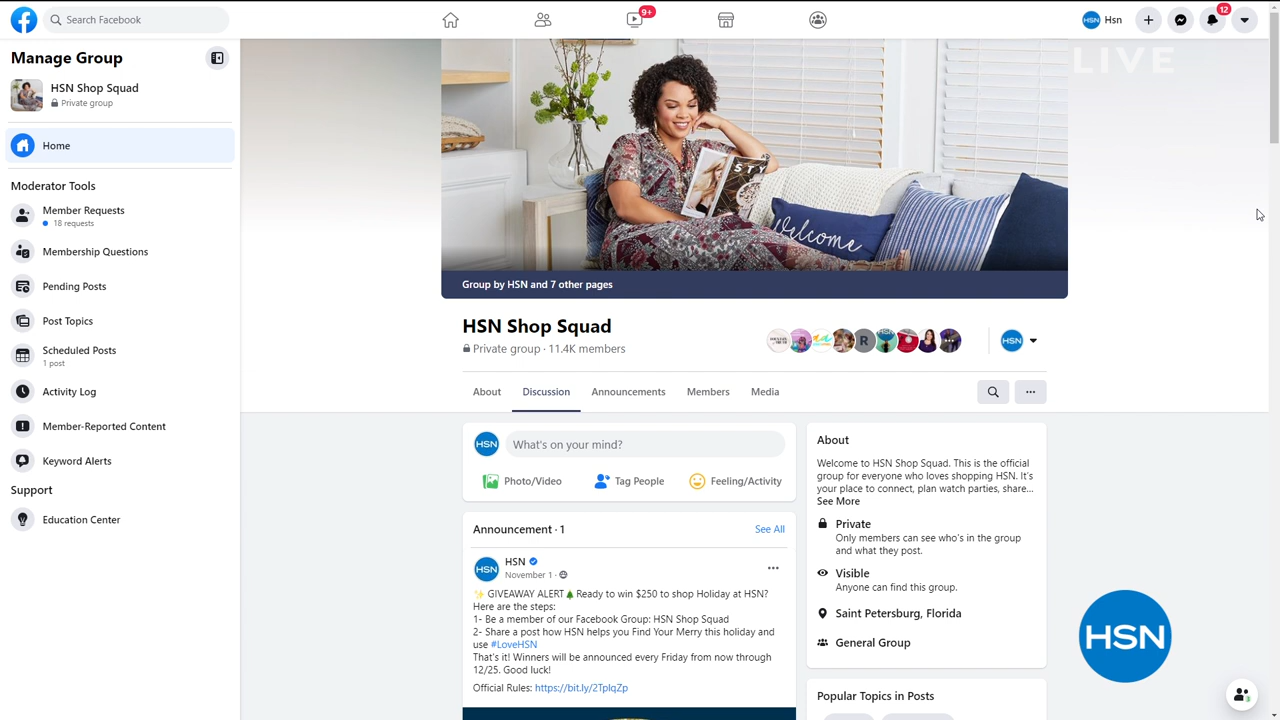 Search Facebook
9+
Hsn
12
Manage Group
HSN Shop Squad
Private group
Home
Moderator Tools
Member Requests
18 requests
Membership Questions
Pending Posts
Post Topics
Scheduled Posts
1 post
Activity Log
Member-Reported Content
Keyword Alerts
Support
Education Center
LIVE
STY
welcome
Group by HSN and 7 other pages
HSN Shop Squad
Private group · 11.4K members
R
HSN
About
Discussion
Announcements
Members
Media
HSN
What's on your mind?
Photo/Video
Tag People
Feeling/Activity
Announcement · 1
See All
HSN
HSN
November 1 ·
✨ GIVEAWAY ALERT🎄Ready to win $250 to shop Holiday at HSN?
Here are the steps:
1- Be a member of our Facebook Group: HSN Shop Squad
2- Share a post how HSN helps you Find Your Merry this holiday and
use #LoveHSN
That's it! Winners will be announced every Friday from now through
12/25. Good luck!
Official Rules: https://bit.ly/2TplqZp
About
Welcome to HSN Shop Squad. This is the official
group for everyone who loves shopping HSN. It's
your place to connect, plan watch parties, share...
See More
Private
Only members can see who's in the group
and what they post.
Visible
Anyone can find this group.
Saint Petersburg, Florida
General Group
Popular Topics in Posts
HSN